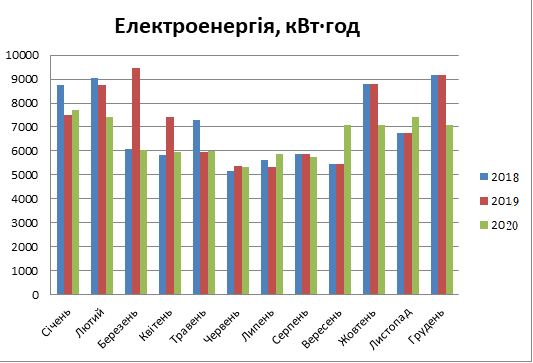 Електроенергія, кВт·год
10000
9000
8000
7000
6000
5000
4000
3000
2000
1000
0
Січень
Лютий
Березень
Квітень
Травень
Червень
Липень
Серпень
Вересень
Жовтень
Листопад
Грудень
2018
2019
2020